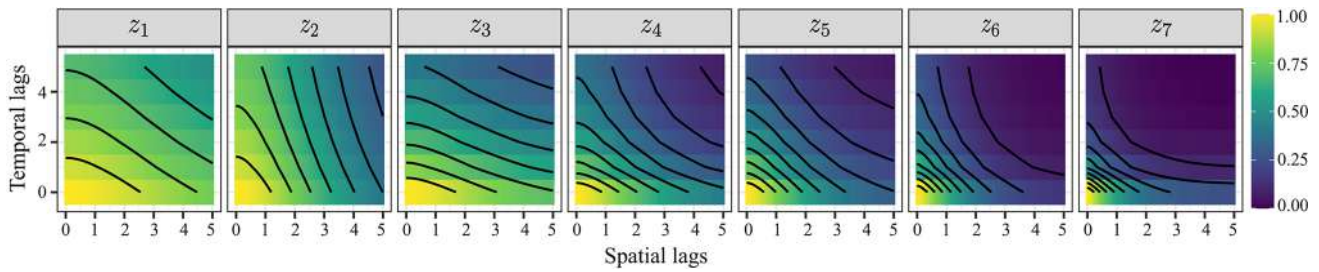 z₁ z₂ z₃ z₄ z₅ z₆ z₇
1.00
0.75
0.50
0.25
0.00
Temporal lags
4
2
0
0 1 2 3 4 5 0 1 2 3 4 5 0 1 2 3 4 5 0 1 2 3 4 5 0 1 2 3 4 5 0 1 2 3 4 5 0 1 2 3 4 5
Spatial lags